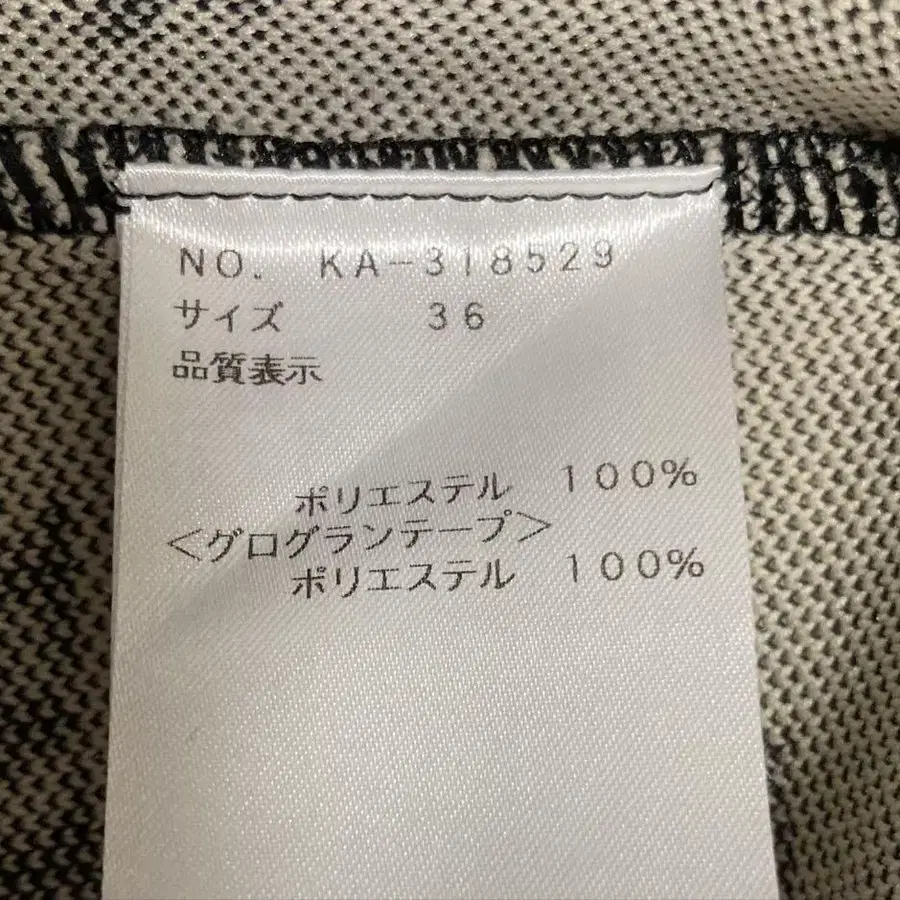 NO. KA-318529
サイズ 36
品質表示
ポリエステル 100%
<グログランテープ>
ポリエステル 100%